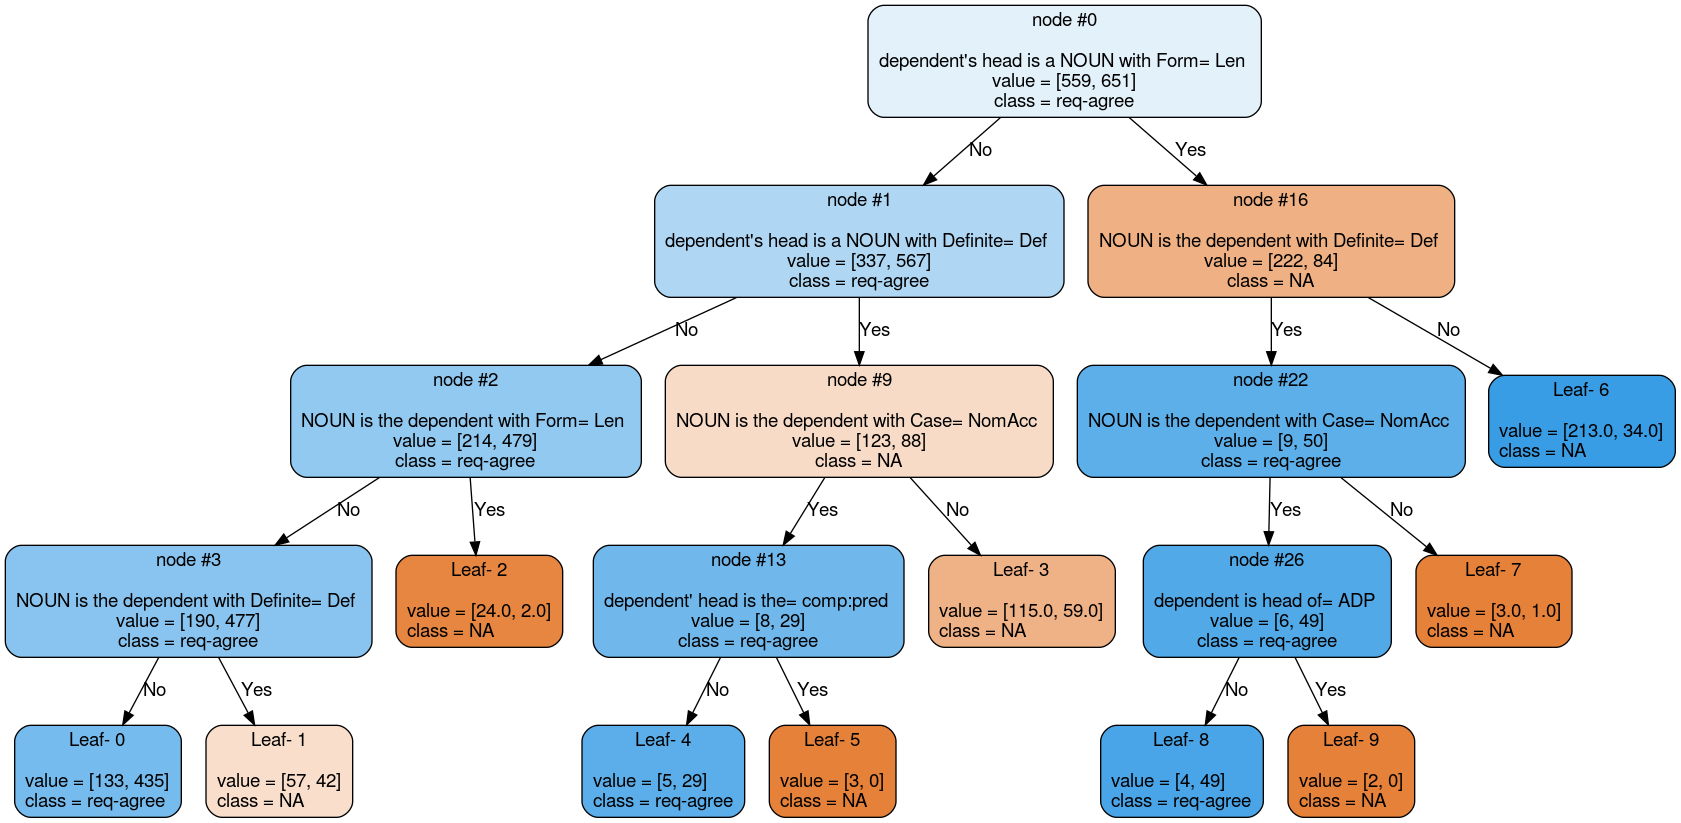 node #0
dependent's head is a NOUN with Form= Len
value = [559, 651]
class = req-agree
No
Yes
node #1
dependent's head is a NOUN with Definite= Def
value = [337, 567]
class = req-agree
node #16
NOUN is the dependent with Definite= Def
value = [222, 84]
class = NA
No
Yes
Yes
No
node #2
NOUN is the dependent with Form= Len
value = [214, 479]
class = req-agree
node #9
NOUN is the dependent with Case= NomAcc
value = [123, 88]
class = NA
node #22
NOUN is the dependent with Case= NomAcc
value = [9, 50]
class = req-agree
Leaf- 6
value = [213.0, 34.0]
class = NA
No
Yes
Yes
No
Yes
No
node #3
NOUN is the dependent with Definite= Def
value = [190, 477]
class = req-agree
Leaf- 2
value = [24.0, 2.0]
class = NA
node #13
dependent' head is the= comp:pred
value = [8, 29]
class = req-agree
Leaf- 3
value = [115.0, 59.0]
class = NA
node #26
dependent is head of= ADP
value = [6, 49]
class = req-agree
Leaf- 7
value = [3.0, 1.0]
class = NA
No
Yes
No
Yes
No
Yes
Leaf- 0
value = [133, 435]
class = req-agree
Leaf- 1
value = [57, 42]
class = NA
Leaf- 4
value = [5, 29]
class = req-agree
Leaf- 5
value = [3, 0]
class = NA
Leaf- 8
value = [4, 49]
class = req-agree
Leaf- 9
value = [2, 0]
class = NA